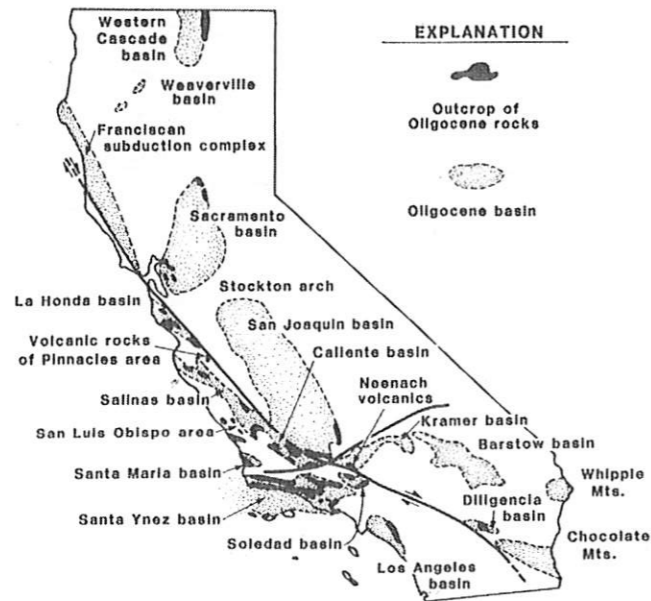 Western
Cascade
basin
EXPLANATION
Weaverville
basin
Outcrop of
Oligocene rocks
Franciscan
subduction complex
Oligocene basin
Sacramento
basin
Stockton arch
La Honda basin
San Joaquin basin
Volcanic rocks
of Pinnacles area
Caliente basin
Neenach
volcanics
Salinas basin
Kramer basin
San Luis Obispo area
Barstow basin
Santa Maria basin
Whipple
Mts.
Diligencia
basin
Santa Ynez basin
Chocolate
Mts.
Soledad basin
Los Angeles
basin